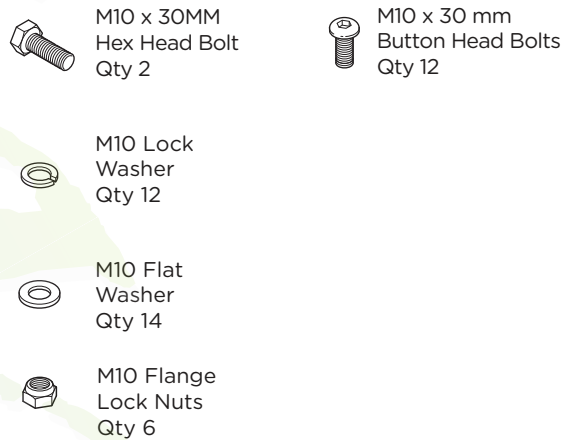 M10 x 30MM
Hex Head Bolt
Qty 2
M10 x 30 mm
Button Head Bolts
Qty 12
M10 Lock
Washer
Qty 12
M10 Flat
Washer
Qty 14
M10 Flange
Lock Nuts
Qty 6